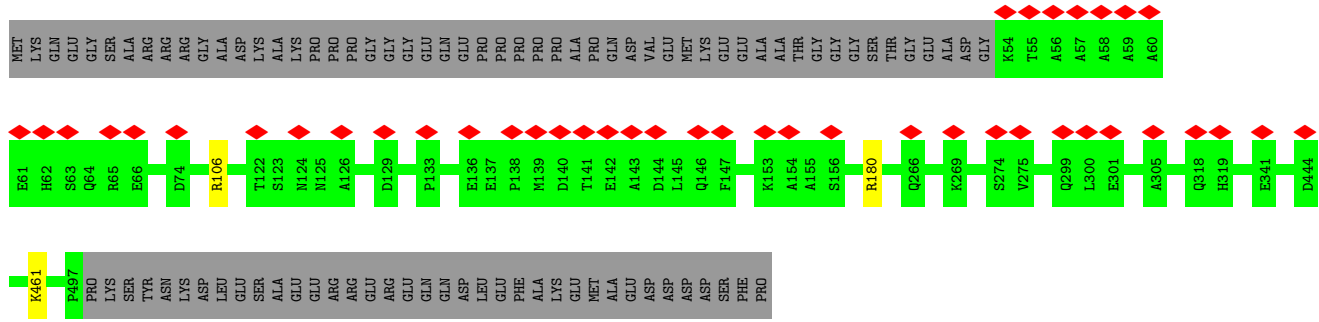 MET LYS GLN GLU GLY SER ALA ARG ARG ARG GLY ALA ASP LYS ALA LYS PRO PRO PRO GLY GLY GLY GLU GLN GLU PRO PRO PRO PRO PRO ALA PRO GLN ASP VAL GLU MET LYS GLU GLU ALA ALA THR GLY GLY GLY SER THR GLY GLU ALA ASP GLY K54 T55 A56 A57 A58 A59 A60
E61 H62 S63 Q64 R65 E66 D74 R106 T122 S123 N124 N125 A126 D129 P133 E136 E137 P138 M139 D140 T141 E142 A143 D144 L145 Q146 F147 K153 A154 A155 S156 R180 Q266 K269 S274 V275 Q299 L300 E301 A305 Q318 H319 E341 D444
K461 P497 PRO LYS SER TYR ASN LYS ASP LEU GLU SER ALA GLU GLU ARG ARG GLU ARG GLU GLN GLN ASP LEU GLU PHE ALA LYS GLU MET ALA GLU ASP ASP ASP ASP SER PHE PRO